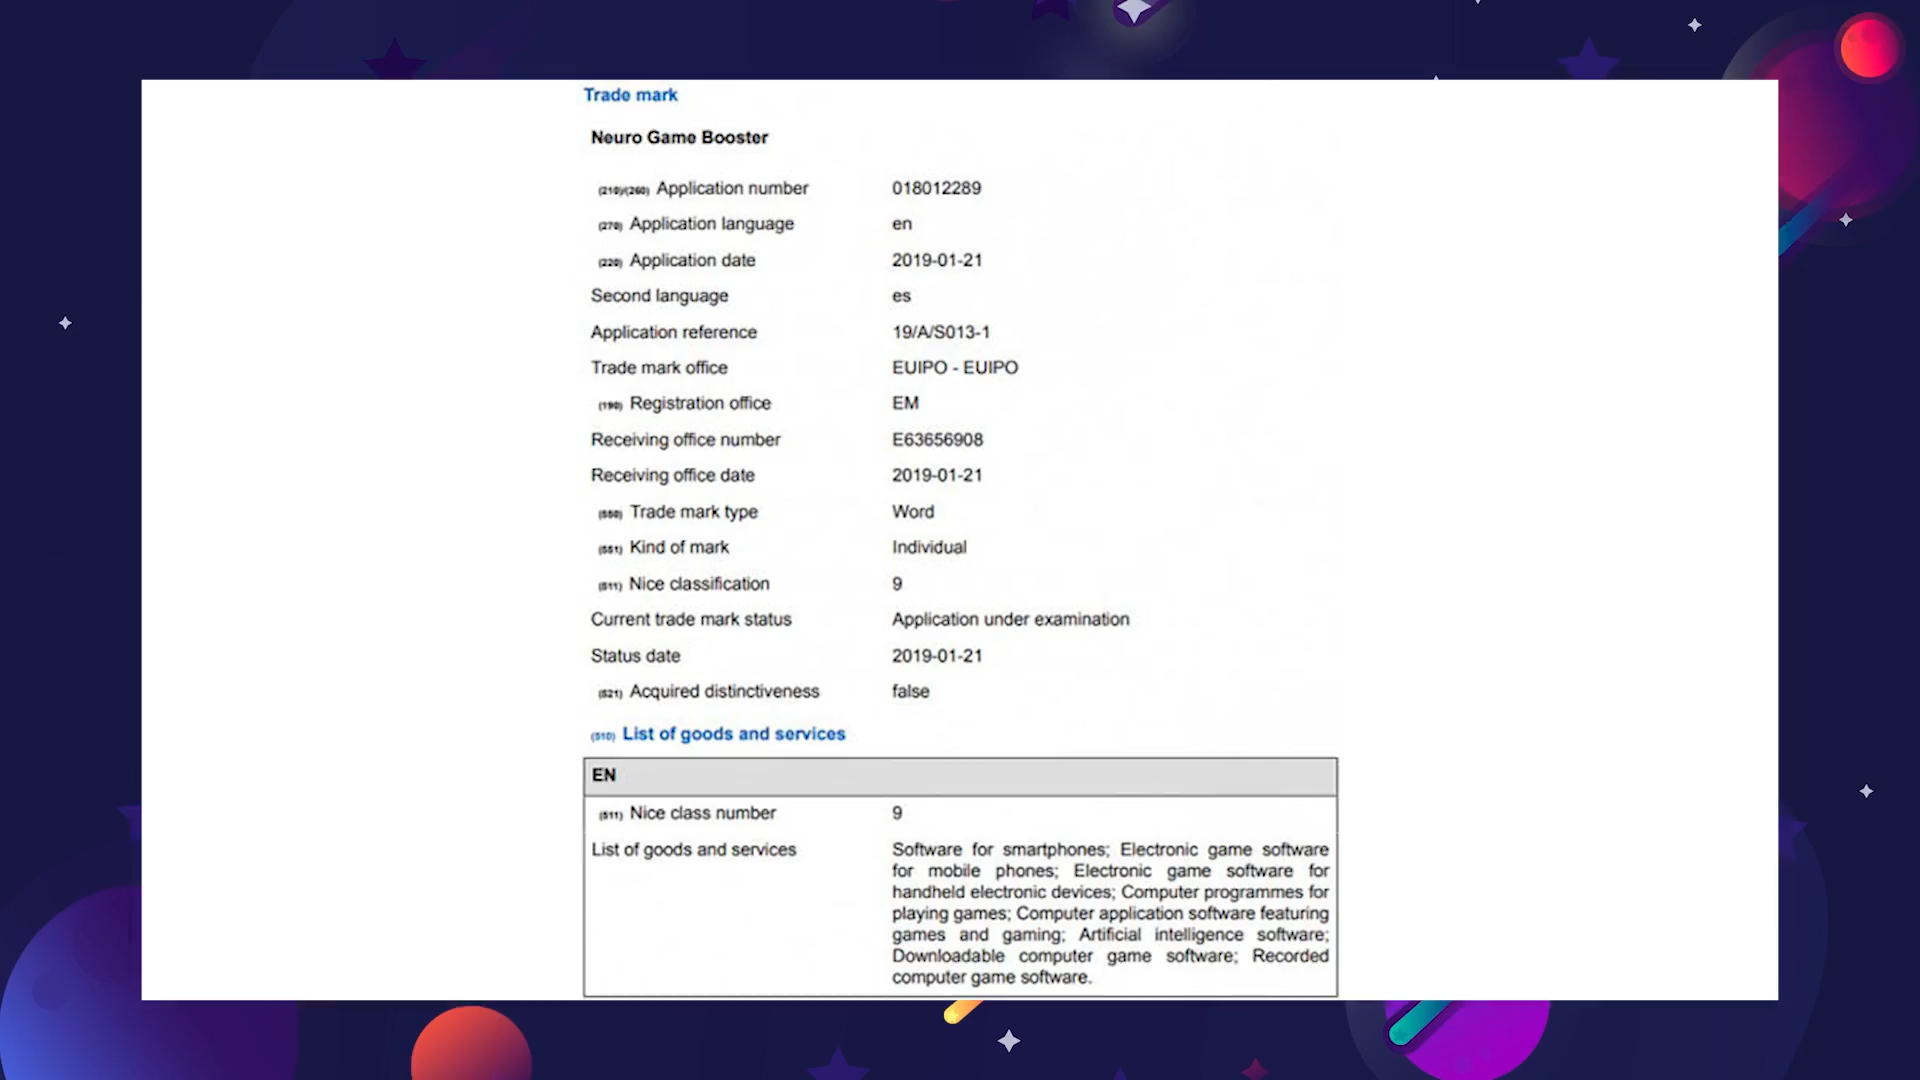 Trade mark
Neuro Game Booster
(210)/(260) Application number 018012289
(270) Application language en
(220) Application date 2019-01-21
Second language es
Application reference 19/A/S013-1
Trade mark office EUIPO - EUIPO
(190) Registration office EM
Receiving office number E63656908
Receiving office date 2019-01-21
(550) Trade mark type Word
(551) Kind of mark Individual
(511) Nice classification 9
Current trade mark status Application under examination
Status date 2019-01-21
(521) Acquired distinctiveness false
(510) List of goods and services
EN
(511) Nice class number 9
List of goods and services Software for smartphones; Electronic game software
for mobile phones; Electronic game software for
handheld electronic devices; Computer programmes for
playing games; Computer application software featuring
games and gaming; Artificial intelligence software;
Downloadable computer game software; Recorded
computer game software.